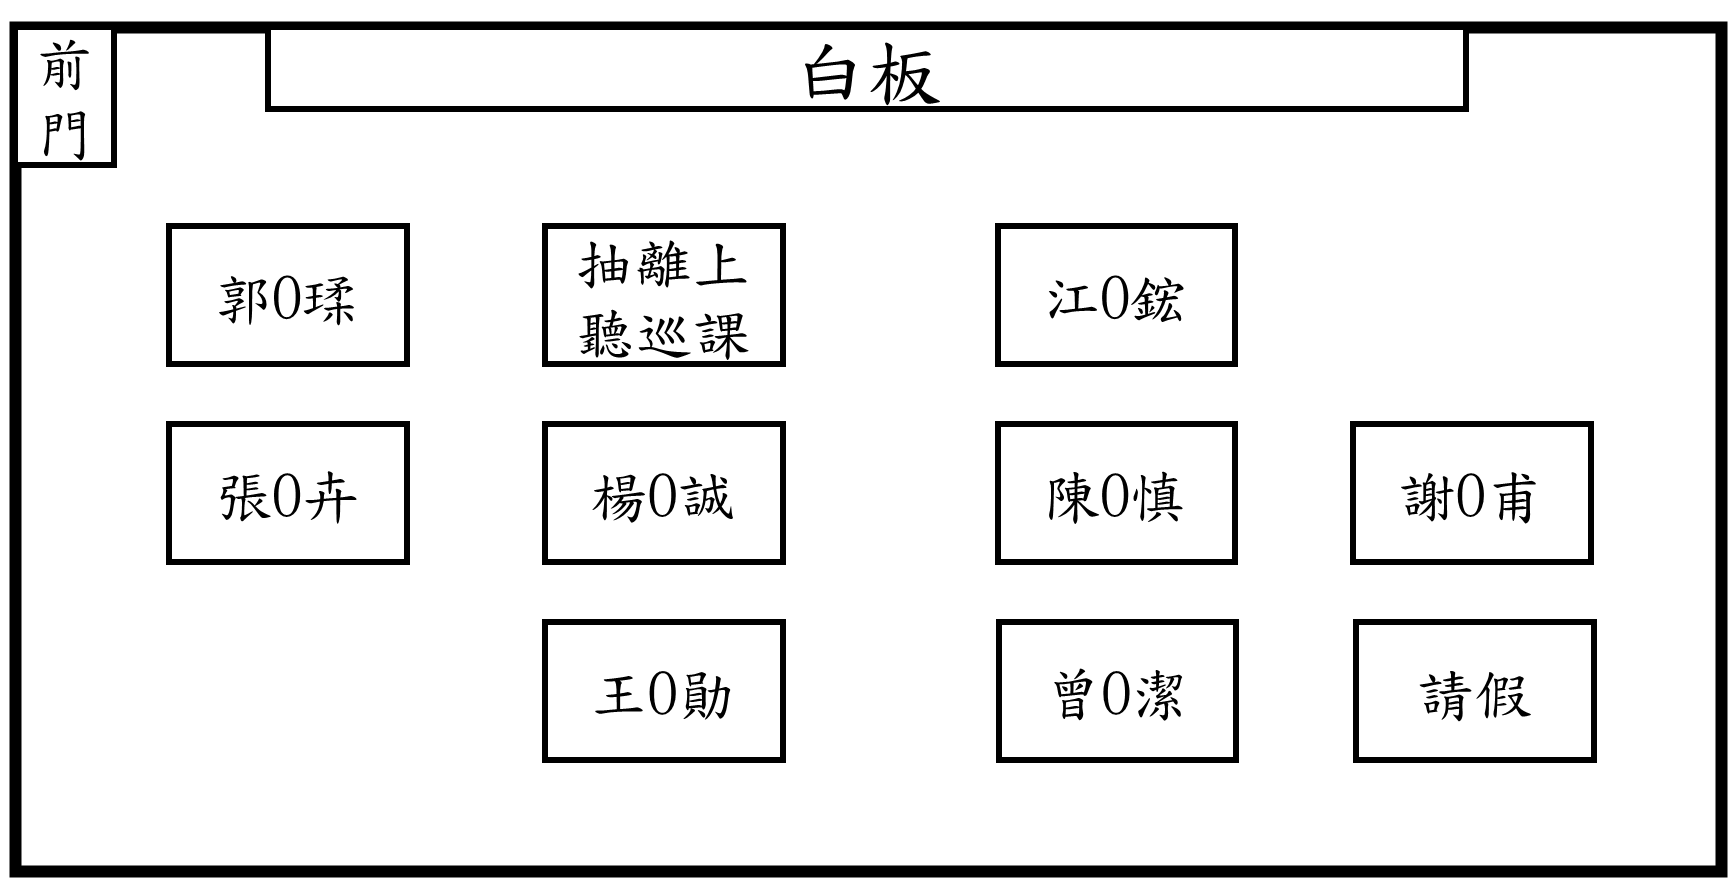 前
門
白板
郭0瑈
抽離上
聽巡課
江0鋐
張0卉
楊0誠
陳0慎
謝0甫
王0勛
曾0潔
請假